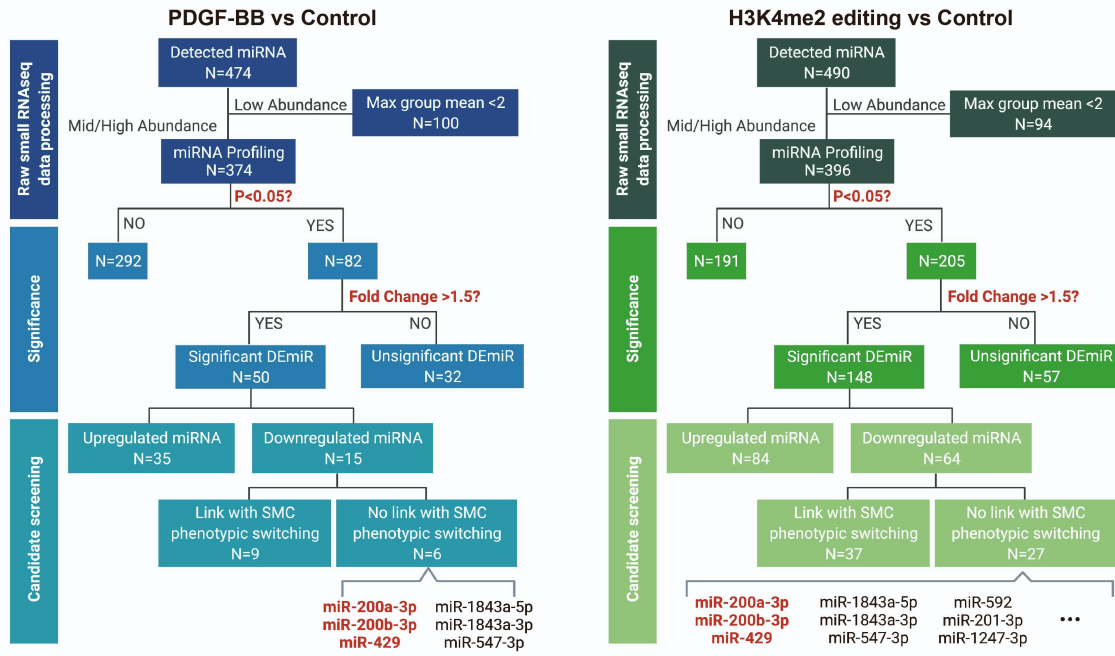 PDGF-BB vs Control
Raw small RNAseq
data processing
Detected miRNA
N=474
Low Abundance
Max group mean <2
N=100
Mid/High Abundance
miRNA Profiling
N=374
P<0.05?
NO
YES
Significance
N=292
N=82
Fold Change >1.5?
YES
NO
Significant DEmiR
N=50
Unsignificant DEmiR
N=32
Candidate screening
Upregulated miRNA
N=35
Downregulated miRNA
N=15
Link with SMC
phenotypic switching
N=9
No link with SMC
phenotypic switching
N=6
miR-200a-3p
miR-200b-3p
miR-429
miR-1843a-5p
miR-1843a-3p
miR-547-3p
H3K4me2 editing vs Control
Raw small RNAseq
data processing
Detected miRNA
N=490
Low Abundance
Max group mean <2
N=94
Mid/High Abundance
miRNA Profiling
N=396
P<0.05?
NO
YES
Significance
N=191
N=205
Fold Change >1.5?
YES
NO
Significant DEmiR
N=148
Unsignificant DEmiR
N=57
Candidate screening
Upregulated miRNA
N=84
Downregulated miRNA
N=64
Link with SMC
phenotypic switching
N=37
No link with SMC
phenotypic switching
N=27
miR-200a-3p
miR-200b-3p
miR-429
miR-1843a-5p
miR-1843a-3p
miR-547-3p
miR-592
miR-201-3p
miR-1247-3p
•••